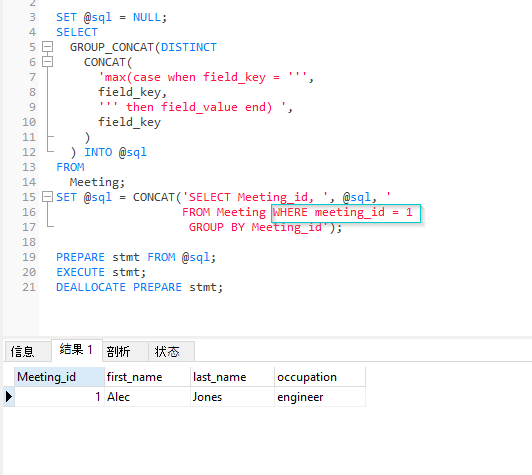 2
3 SET @sql = NULL;
4 SELECT
5 GROUP_CONCAT(DISTINCT
6 CONCAT(
7 'max(case when field_key = ''',
8 field_key,
9 ''' then field_value end) ',
10 field_key
11 )
12 ) INTO @sql
13 FROM
14 Meeting;
15 SET @sql = CONCAT('SELECT Meeting_id, ', @sql, '
16 FROM Meeting WHERE meeting_id = 1
17 GROUP BY Meeting_id');
18
19 PREPARE stmt FROM @sql;
20 EXECUTE stmt;
21 DEALLOCATE PREPARE stmt;
信息 结果 1 剖析 状态
Meeting_id first_name last_name occupation
1 Alec Jones engineer